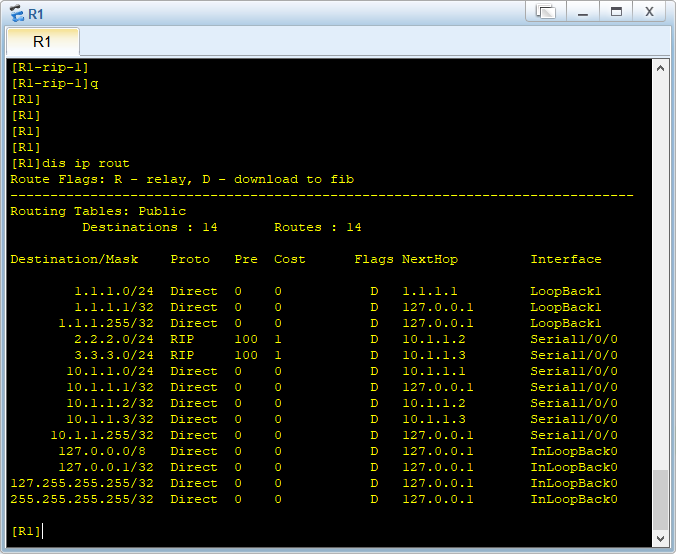 R1
R1
[R1-rip-1]
[R1-rip-1]q
[R1]
[R1]
[R1]
[R1]
[R1]dis ip rout
Route Flags: R - relay, D - download to fib
------------------------------------------------------------------------------
Routing Tables: Public
         Destinations : 14       Routes : 14

Destination/Mask    Proto   Pre  Cost      Flags NextHop         Interface

        1.1.1.0/24  Direct  0    0           D   1.1.1.1         LoopBack1
        1.1.1.1/32  Direct  0    0           D   127.0.0.1       LoopBack1
      1.1.1.255/32  Direct  0    0           D   127.0.0.1       LoopBack1
        2.2.2.0/24  RIP     100  1           D   10.1.1.2        Serial1/0/0
        3.3.3.0/24  RIP     100  1           D   10.1.1.3        Serial1/0/0
       10.1.1.0/24  Direct  0    0           D   10.1.1.1        Serial1/0/0
       10.1.1.1/32  Direct  0    0           D   127.0.0.1       Serial1/0/0
       10.1.1.2/32  Direct  0    0           D   10.1.1.2        Serial1/0/0
       10.1.1.3/32  Direct  0    0           D   10.1.1.3        Serial1/0/0
     10.1.1.255/32  Direct  0    0           D   127.0.0.1       Serial1/0/0
      127.0.0.0/8   Direct  0    0           D   127.0.0.1       InLoopBack0
      127.0.0.1/32  Direct  0    0           D   127.0.0.1       InLoopBack0
127.255.255.255/32  Direct  0    0           D   127.0.0.1       InLoopBack0
255.255.255.255/32  Direct  0    0           D   127.0.0.1       InLoopBack0

[R1]